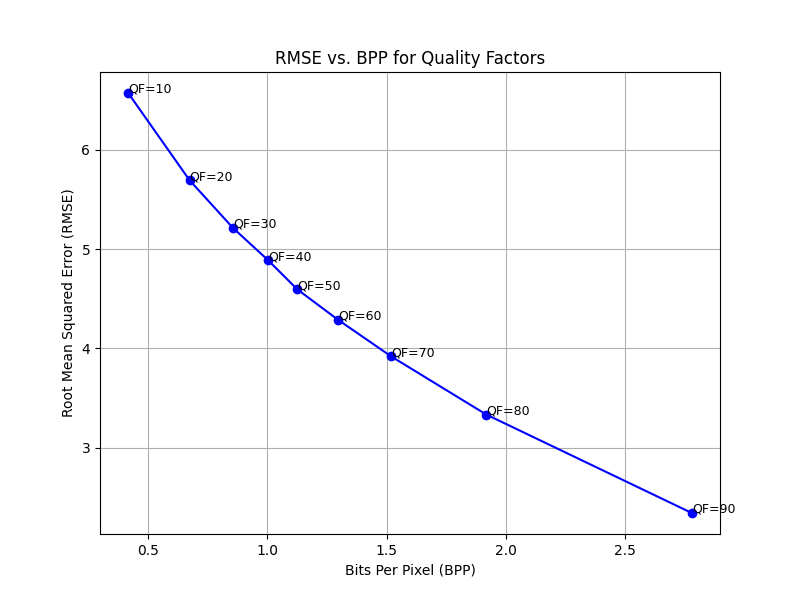 RMSE vs. BPP for Quality Factors
Root Mean Squared Error (RMSE)
6
5
4
3
QF=10
QF=20
QF=30
QF=40
QF=50
QF=60
QF=70
QF=80
QF=90
0.5 1.0 1.5 2.0 2.5
Bits Per Pixel (BPP)